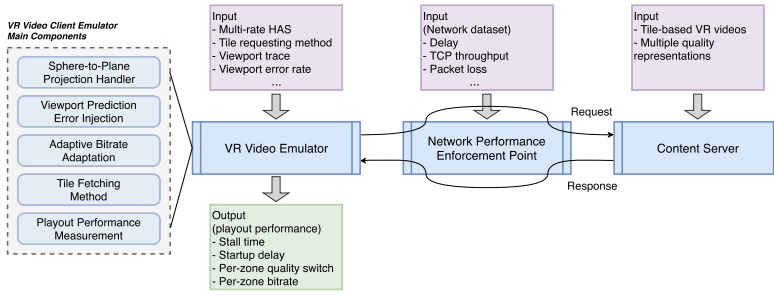 VR Video Client Emulator
Main Components
Sphere-to-Plane
Projection Handler
Viewport Prediction
Error Injection
Adaptive Bitrate
Adaptation
Tile Fetching
Method
Playout Performance
Measurement
Input
- Multi-rate HAS
- Tile requesting method
- Viewport trace
- Viewport error rate
...
VR Video Emulator
Output
(playout performance)
- Stall time
- Startup delay
- Per-zone quality switch
- Per-zone bitrate
Input
(Network dataset)
- Delay
- TCP throughput
- Packet loss
...
Network Performance
Enforcement Point
Request
Response
Input
- Tile-based VR videos
- Multiple quality
representations
Content Server